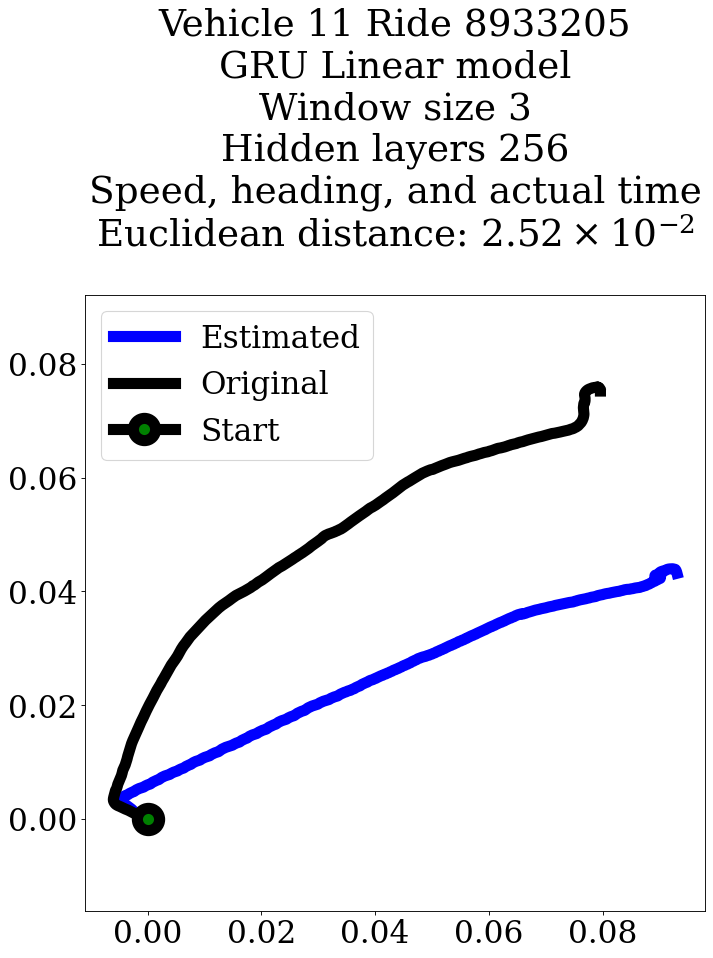 Vehicle 11 Ride 8933205
GRU Linear model
Window size 3
Hidden layers 256
Speed, heading, and actual time
Euclidean distance: 2.52 × 10⁻²
Estimated
Original
Start
0.08
0.06
0.04
0.02
0.00
0.00 0.02 0.04 0.06 0.08